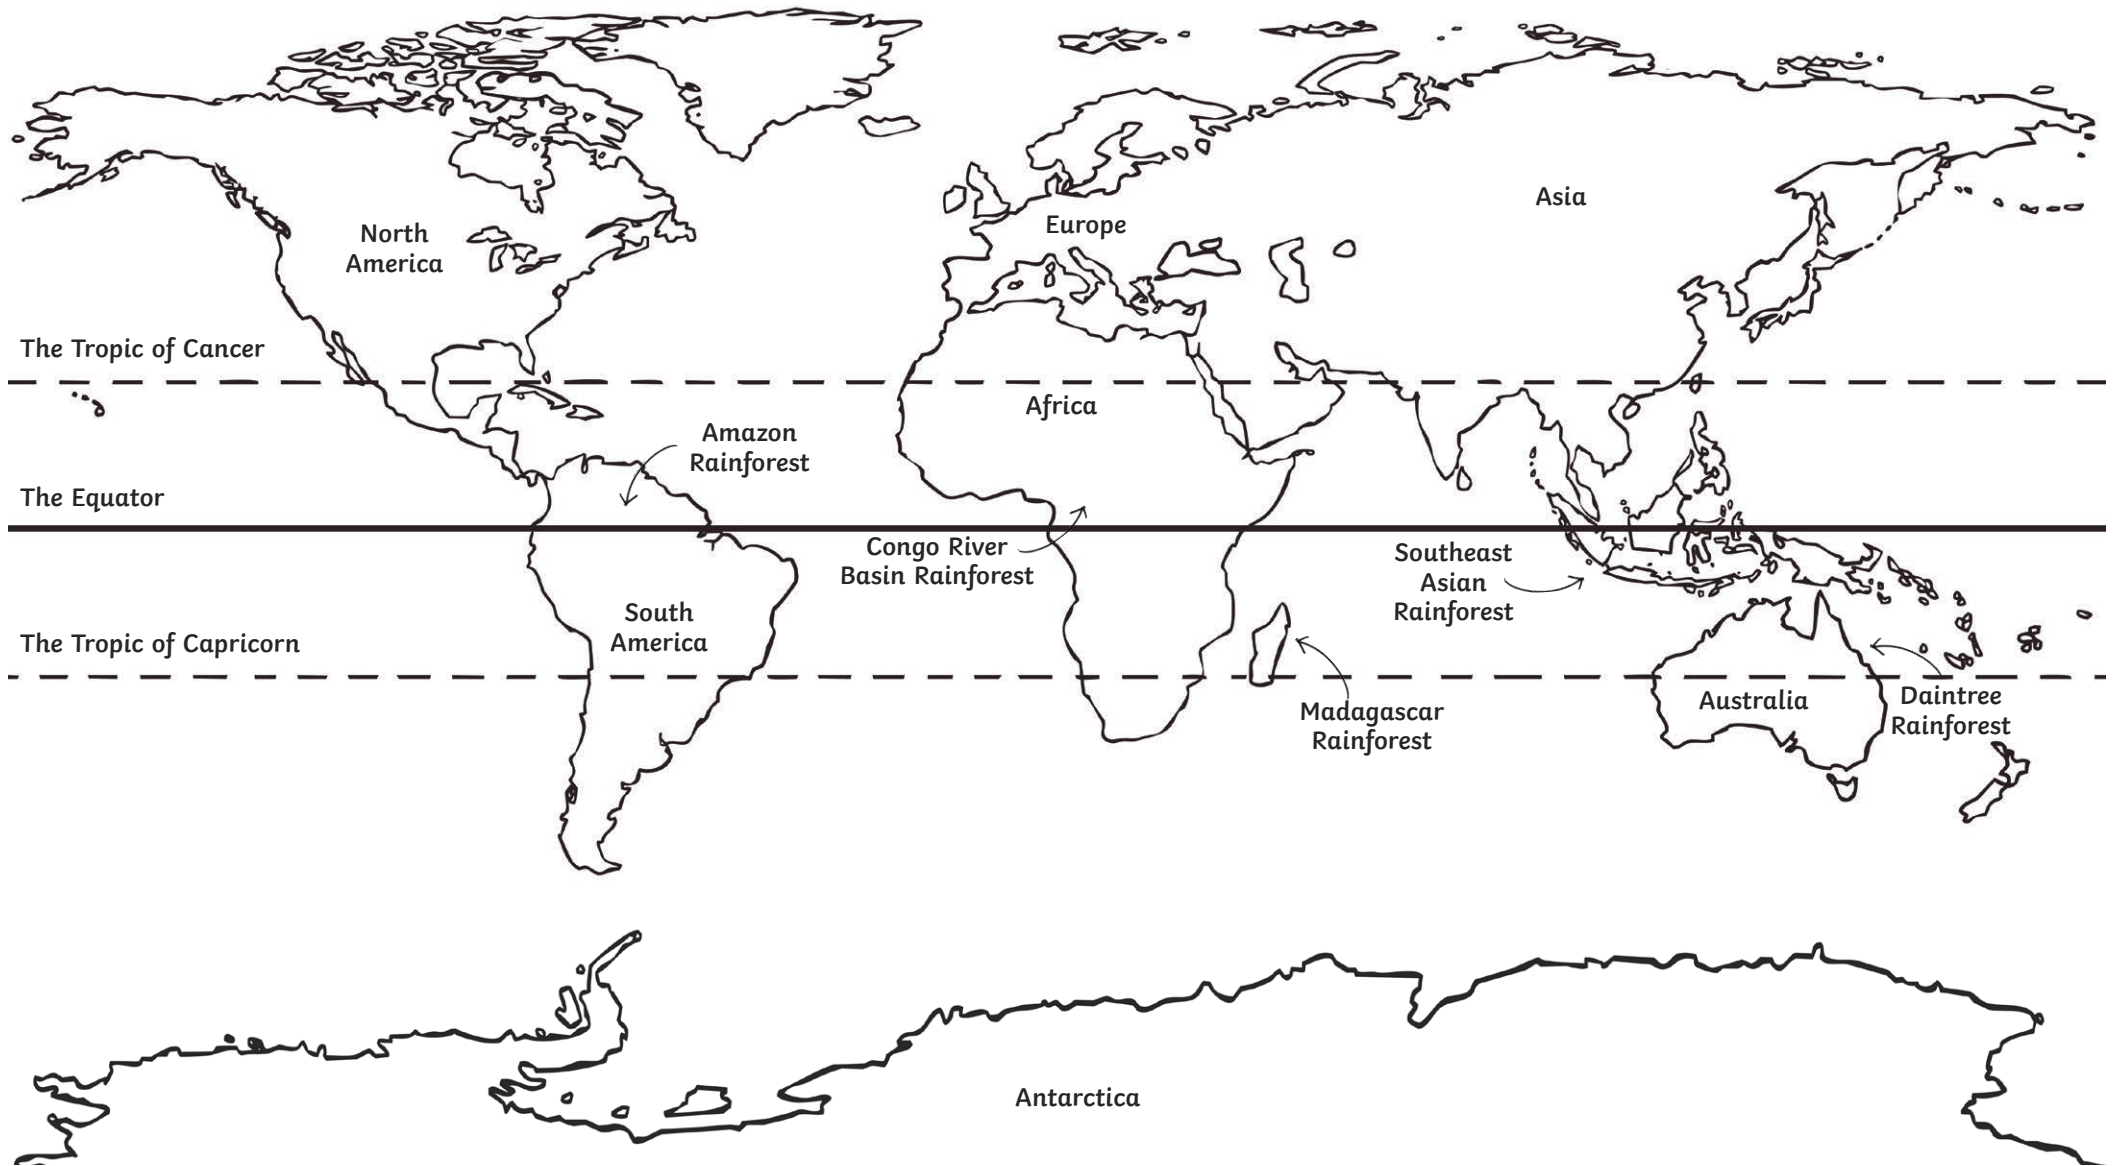 Asia
Europe
North
America
The Tropic of Cancer
Africa
Amazon
Rainforest
The Equator
Congo River
Basin Rainforest
Southeast
Asian
Rainforest
South
America
The Tropic of Capricorn
Madagascar
Rainforest
Australia
Daintree
Rainforest
Antarctica